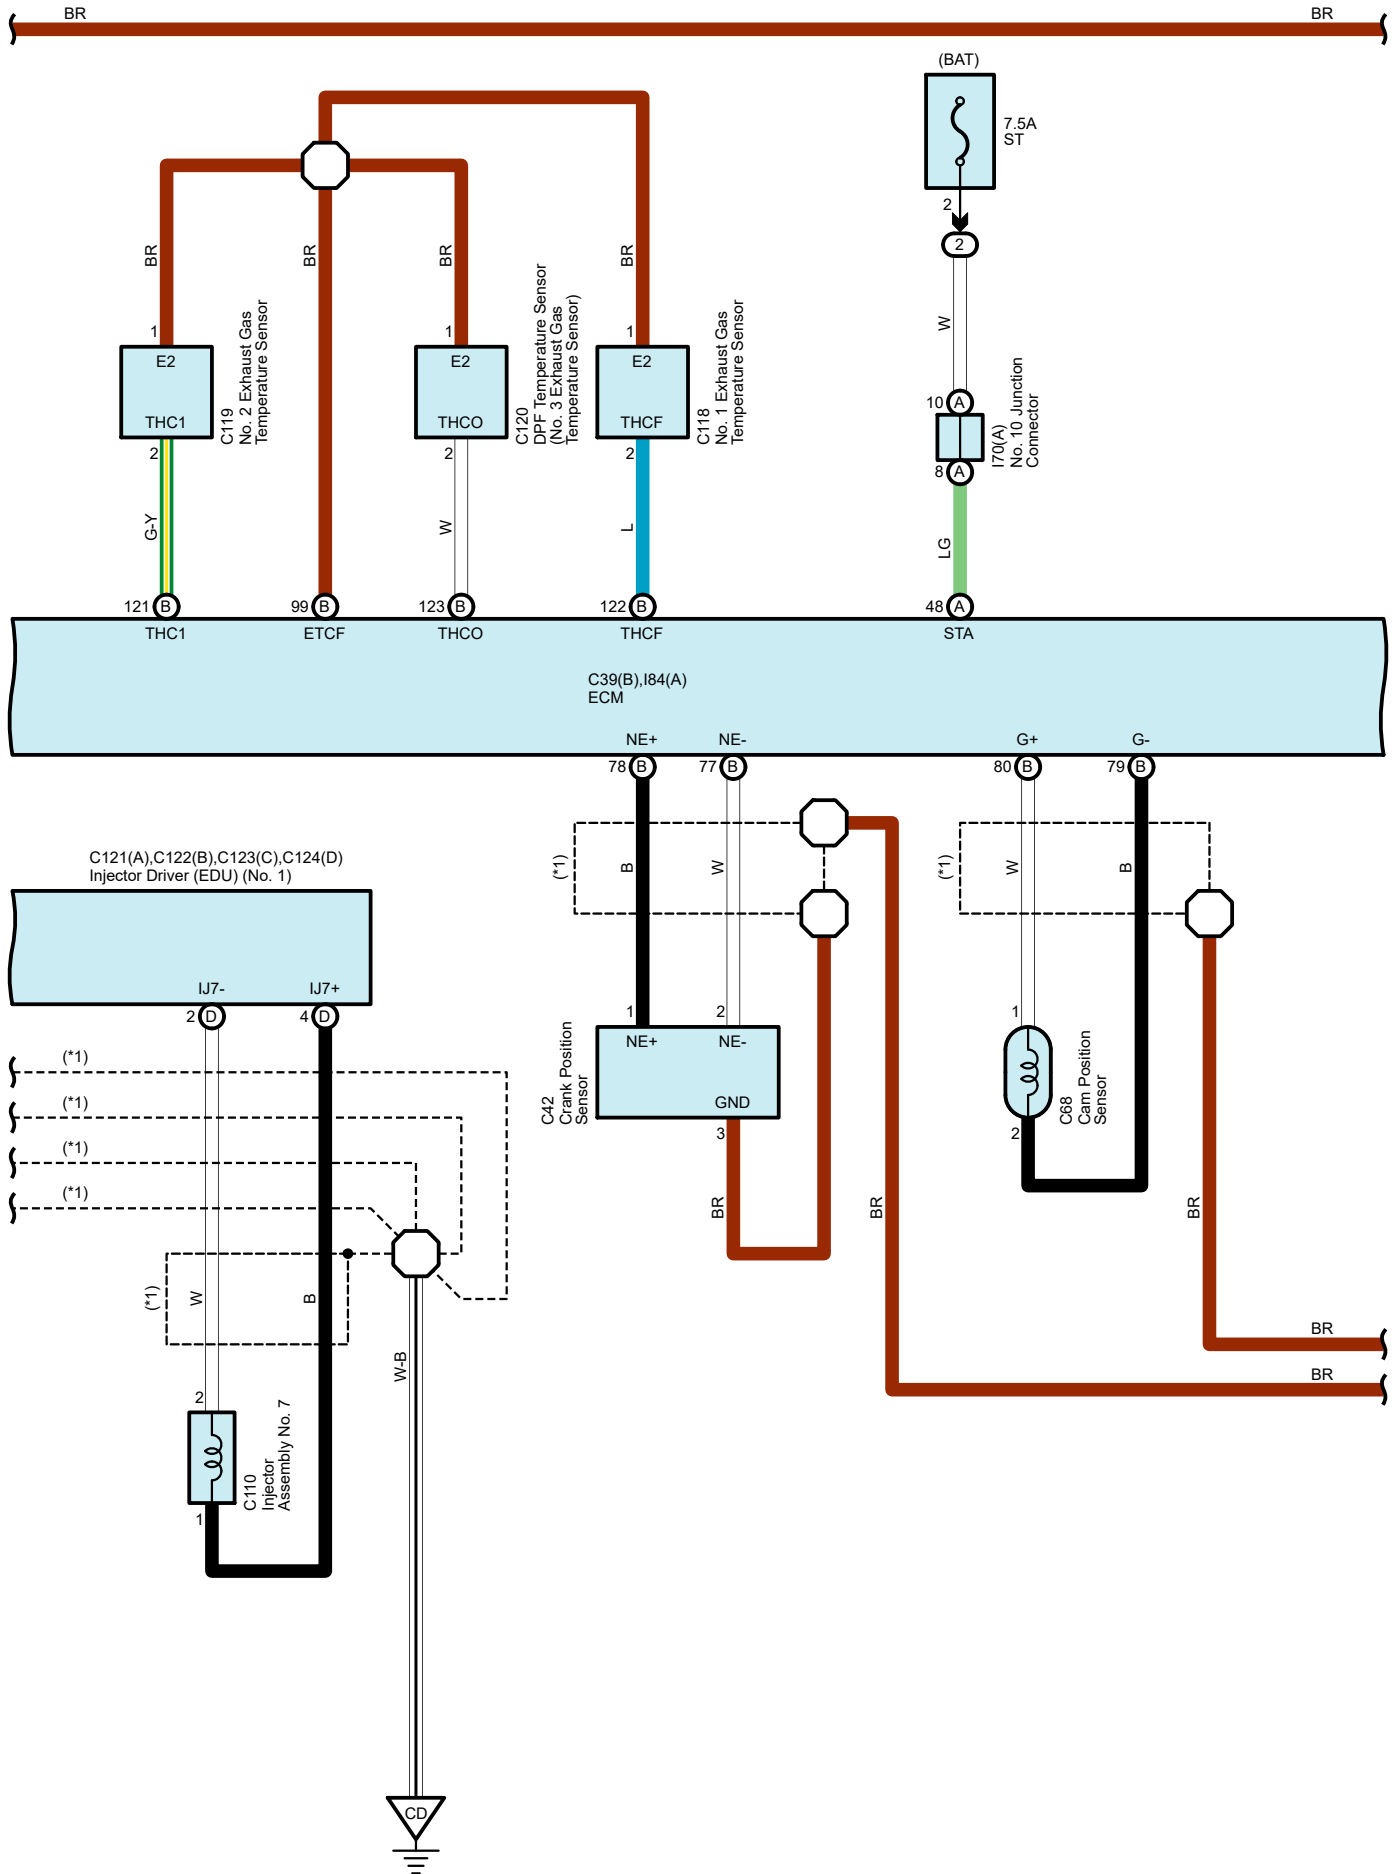 BR
BR
(BAT)
7.5A
ST
2
2
BR
BR
BR
BR
W
1
1
1
E2
E2
E2
THC1
THCO
THCF
C119
No. 2 Exhaust Gas
Temperature Sensor
C120
DPF Temperature Sensor
(No. 3 Exhaust Gas
Temperature Sensor)
C118
No. 1 Exhaust Gas
Temperature Sensor
10
A
8
A
I70(A)
No. 10 Junction
Connector
2
2
2
G-Y
W
L
LG
121
B
99
B
123
B
122
B
48
A
THC1
ETCF
THCO
THCF
STA
C39(B),I84(A)
ECM
NE+
NE-
G+
G-
78
B
77
B
80
B
79
B
(*1)
B
W
(*1)
W
B
C121(A),C122(B),C123(C),C124(D)
Injector Driver (EDU) (No. 1)
IJ7-
IJ7+
2
D
4
D
1
2
1
NE+
NE-
GND
3
C42
Crank Position
Sensor
2
C68
Cam Position
Sensor
(*1)
(*1)
(*1)
(*1)
BR
BR
BR
(*1)
W
B
W-B
BR
BR
2
1
C110
Injector
Assembly No. 7
CD